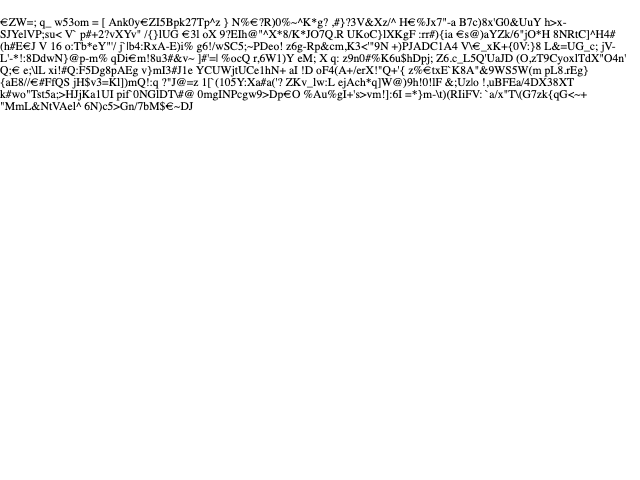 €ZW=; q_ w53om = [ Ank0y€ZI5Bpk27Tp^z } N%€?R)0%~^K*g? ,#}?3V&Xz/^ H€%Jx7"-a B7c)8x'G0&UuY h>x-
SJYelVP;su< V` p#+2?vXYv" /{}lUG €3l oX 9?EIh@"^X*8/K*JO7Q.R UKoC}lXKgF :rr#){ia €s@)aYZk/6"jO*H 8NRtC]^H4#
(h#E€J V 16 o:Tb*eY'"/ j`[b4:RxA-E)i% g6!/wSC5;~PDeo! z6g-Rp&cm,K3<'"9N +)PJADC1A4 V\€_xK+{0V:}8 L&=UG_c; jV-
L'-*!:8DdwN}@p-m% qDi€m!8u3#&v~ ]#'=l %ocQ r,6W1)Y eM; X q: z9n0#%K6u$hDpj; Z6.c_L5Q'UaJD (O,zT9CyoxlTdX"O4n'
Q;€ e;\lL xi!#Q:F5Dg8pAEg v}mI3#J1e YCUWjtUCe1hN+ aI !D oF4(A+/erX!"Q+'{ z%€txE`K8A"&9WS5W(m pL8.rEg}
{aE8//€#FfQS jH$v3=Kl])mQ!~?"J@=z 1[`(105Y:Xa#a('? ZKv_lw:L ejAch*q]W@)9h!0!lF &;Uzlo !,uBFEa/4DX38XT
k#wo"Tst5a;>HJjKa1UI pif`0NGlDT\#@ 0mgINPcgw9>Dp€O %Au%gI+'s>vm!]:6I =*}m-\t)(RIiFV: `a/x"T\(G7zk{qG<~+
"MmL&NtVAel^ 6N)c5>Gn/7bM$€~DJ